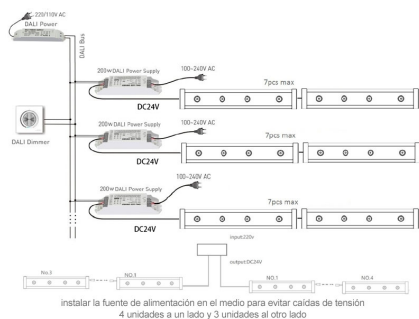 220/110V AC
DALI Power
DALI Bus
200W DALI Power Supply
100-240V AC
7pcs max
DC24V
DALI Dimmer
200W DALI Power Supply
100-240V AC
7pcs max
DC24V
200W DALI Power Supply
100-240V AC
7pcs max
DC24V
input:220v
output:DC24V
No.3
NO.1
NO.1
NO.4
instalar la fuente de alimentación en el medio para evitar caídas de tensión
4 unidades a un lado y 3 unidades al otro lado